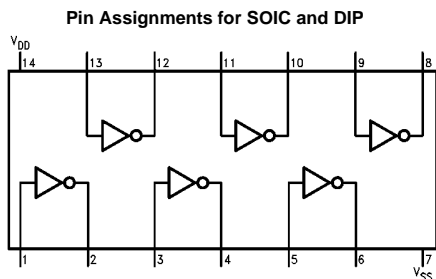 Pin Assignments for SOIC and DIP
VDD
14 13 12 11 10 9 8
1 2 3 4 5 6 7
VSS